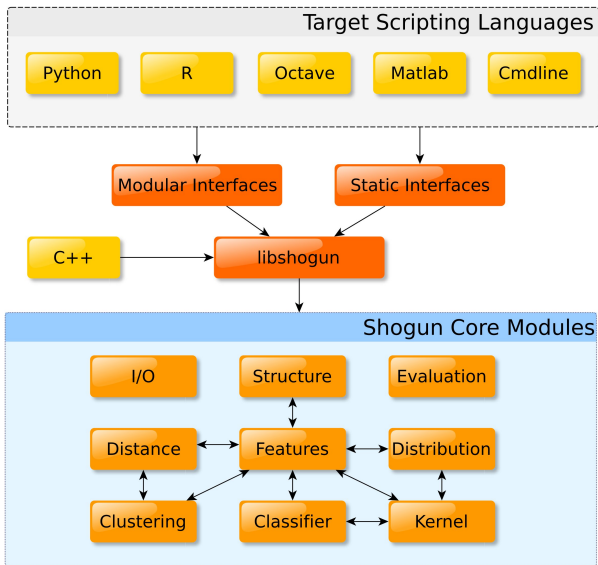 Target Scripting Languages
Python R Octave Matlab Cmdline
Modular Interfaces Static Interfaces
C++ libshogun
Shogun Core Modules
I/O Structure Evaluation
Distance Features Distribution
Clustering Classifier Kernel